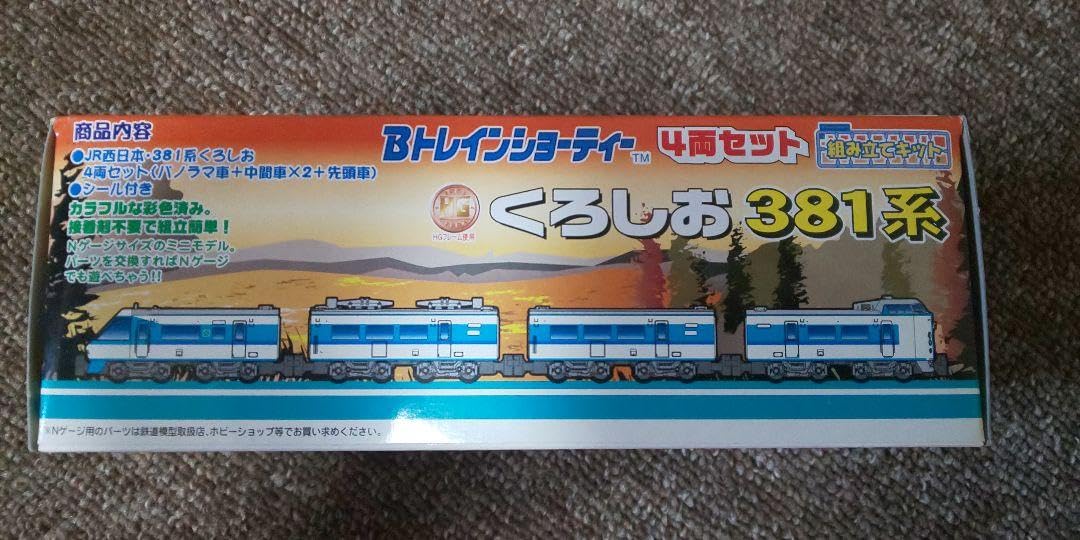 商品内容
●JR西日本・381系くろしお
4両セット(パノラマ車+中間車×2+先頭車)
●シール付き
カラフルな彩色済み。
接着剤不要で組立簡単!
Nゲージサイズのミニモデル。
パーツを交換すればNゲージ
でも遊べちゃう!!
BトレインショーティーTM 4両セット 組み立てキット
HG
HGフレーム使用
くろしお 381系
※Nゲージ用のパーツは鉄道模型取扱店、ホビーショップ等でお買い求めください。